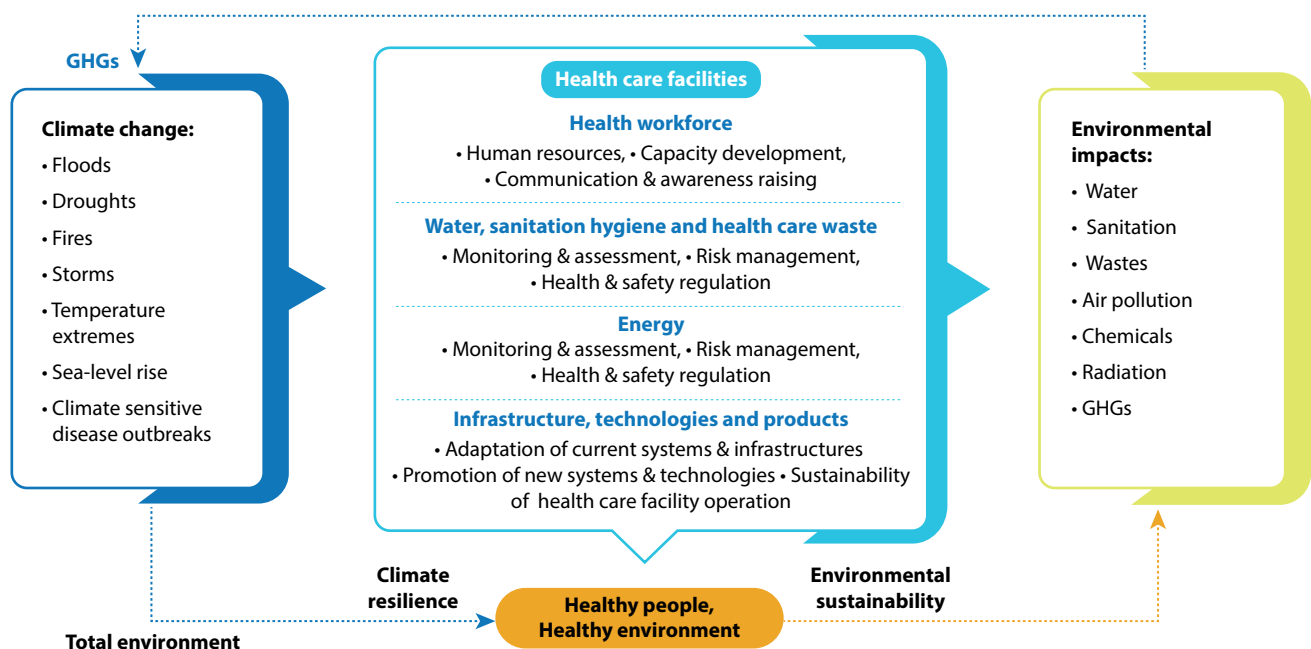 GHGs
Climate change:
• Floods
• Droughts
• Fires
• Storms
• Temperature
extremes
• Sea-level rise
• Climate sensitive
disease outbreaks
Health care facilities
Health workforce
• Human resources, • Capacity development,
• Communication & awareness raising
Water, sanitation hygiene and health care waste
• Monitoring & assessment, • Risk management,
• Health & safety regulation
Energy
• Monitoring & assessment, • Risk management,
• Health & safety regulation
Infrastructure, technologies and products
• Adaptation of current systems & infrastructures
• Promotion of new systems & technologies • Sustainability
of health care facility operation
Environmental
impacts:
• Water
• Sanitation
• Wastes
• Air pollution
• Chemicals
• Radiation
• GHGs
Climate
resilience
Healthy people,
Healthy environment
Environmental
sustainability
Total environment